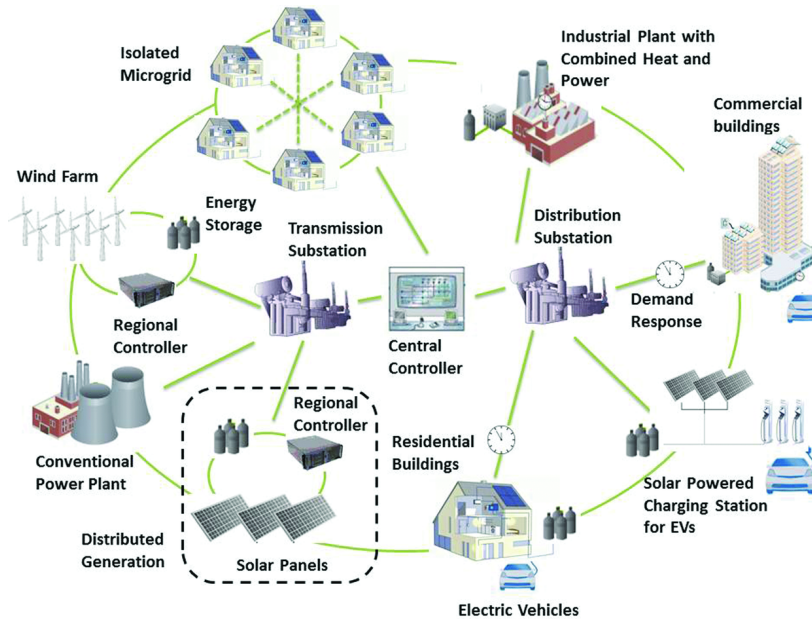 Isolated
Microgrid
Industrial Plant with
Combined Heat and
Power
Commercial
buildings
Wind Farm
Energy
Storage
Transmission
Substation
Distribution
Substation
Regional
Controller
Central
Controller
Demand
Response
Conventional
Power Plant
Regional
Controller
Residential
Buildings
Solar Powered
Charging Station
for EVs
Distributed
Generation
Solar Panels
Electric Vehicles